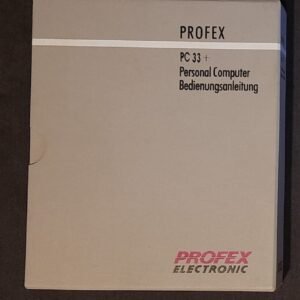 PROFEX
PC 33 +
Personal Computer
Bedienungsanleitung
PROFEX
ELECTRONIC